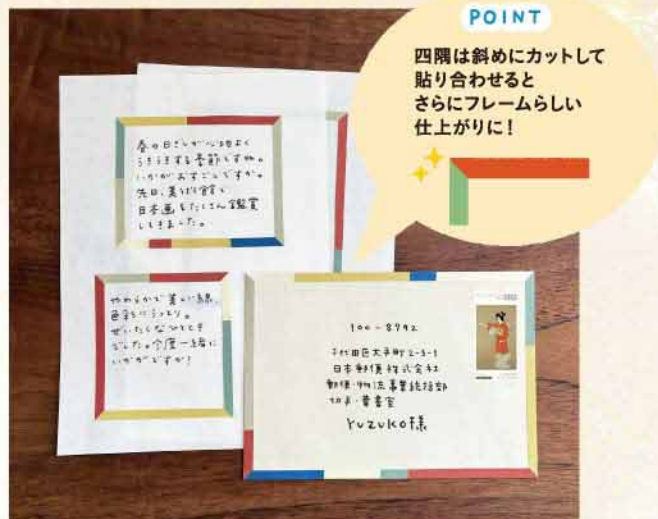 POINT
四隅は斜めにカットして
貼り合わせると
さらにフレームらしい
仕上がりに！
春の日ざしが心地よく
うきうきする季節ですね。
いかがおすごしですか。
先日、美術館で
日本画をたくさん鑑賞
してきました。
やわらかで美しい線、
色彩にうっとり。
ぜいたくなひととき
でした。今度一緒に
いかがですか？
100-8792
千代田区大手町2-3-1
日本郵便株式会社
郵便・物流事業統括部
切手・葉書室
Yuzuko様